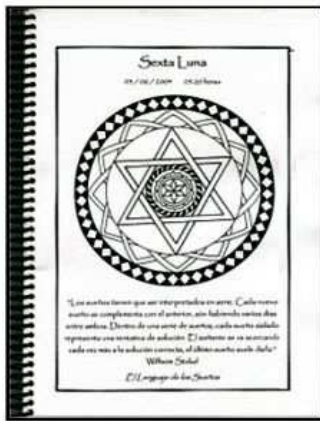 Sexta Luna
"Los sueños tienen que ser interpretados en serie. Cada nuevo
sueño se complementa con el anterior, aún habiendo varios días
entre ambos. Dentro de una serie de sueños, cada sueño aislado
representa una tentativa de solución. El soñante se va acercando
cada vez más a la solución correcta, el último sueño suele darla."
Wilhelm Stekel
El Lenguaje de los Sueños